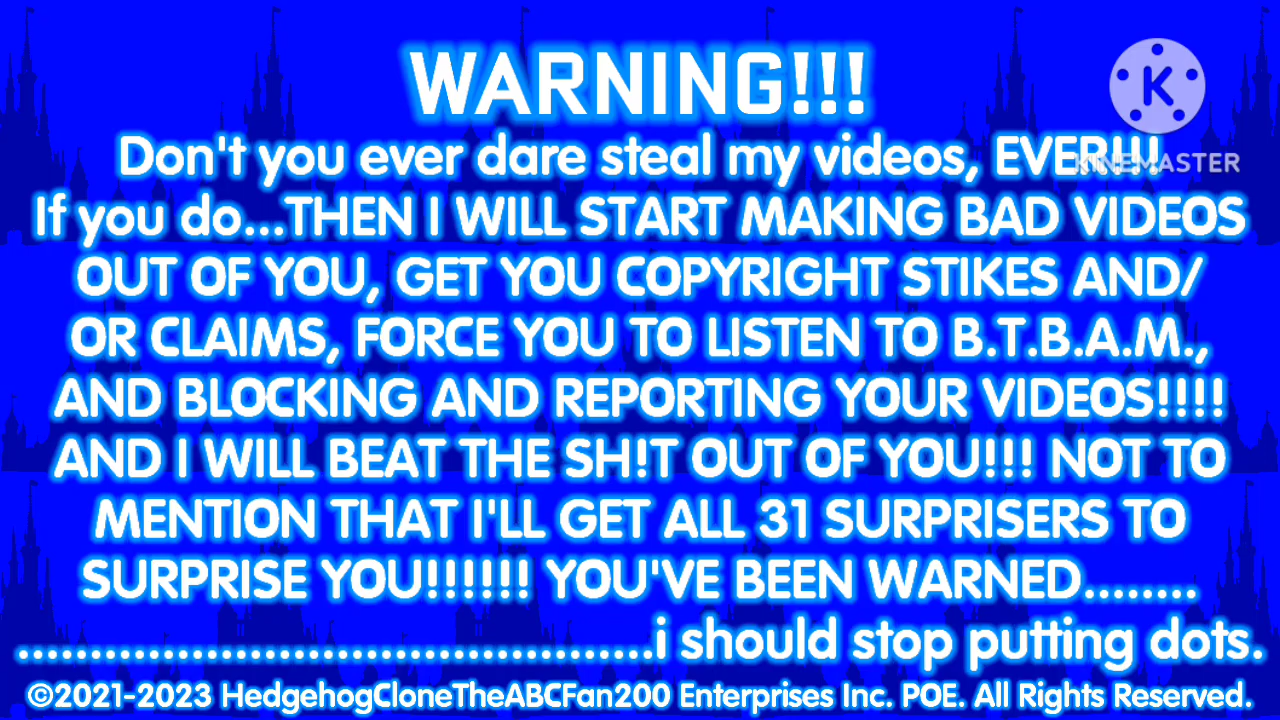 WARNING!!!
K
KINEMASTER
Don't you ever dare steal my videos, EVER!!!
If you do...THEN I WILL START MAKING BAD VIDEOS
OUT OF YOU, GET YOU COPYRIGHT STIKES AND/
OR CLAIMS, FORCE YOU TO LISTEN TO B.T.B.A.M.,
AND BLOCKING AND REPORTING YOUR VIDEOS!!!!
AND I WILL BEAT THE SH!T OUT OF YOU!!! NOT TO
MENTION THAT I'LL GET ALL 31 SURPRISERS TO
SURPRISE YOU!!!!!! YOU'VE BEEN WARNED........
............................................i should stop putting dots.
©2021-2023 HedgehogCloneTheABCFan200 Enterprises Inc. POE. All Rights Reserved.